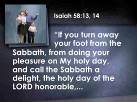 Isaiah 58:13, 14
"If you turn away
your foot from the
Sabbath, from doing your
pleasure on My holy day,
and call the Sabbath a
delight, the holy day of the
LORD honorable,...